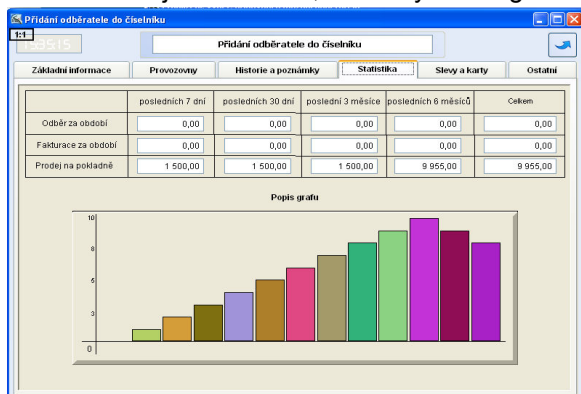 Přidání odběratele do číselníku
1:1
Přidání odběratele do číselníku
Základní informace Provozovny Historie a poznámky Statistika Slevy a karty Ostatní
posledních 7 dní posledních 30 dní poslední 3 měsíce posledních 6 měsíců Celkem
Odběr za období 0,00 0,00 0,00 0,00 0,00
Fakturace za období 0,00 0,00 0,00 0,00 0,00
Prodej na pokladně 1 500,00 1 500,00 1 500,00 9 955,00 9 955,00
Popis grafu
10
8
5
3
0